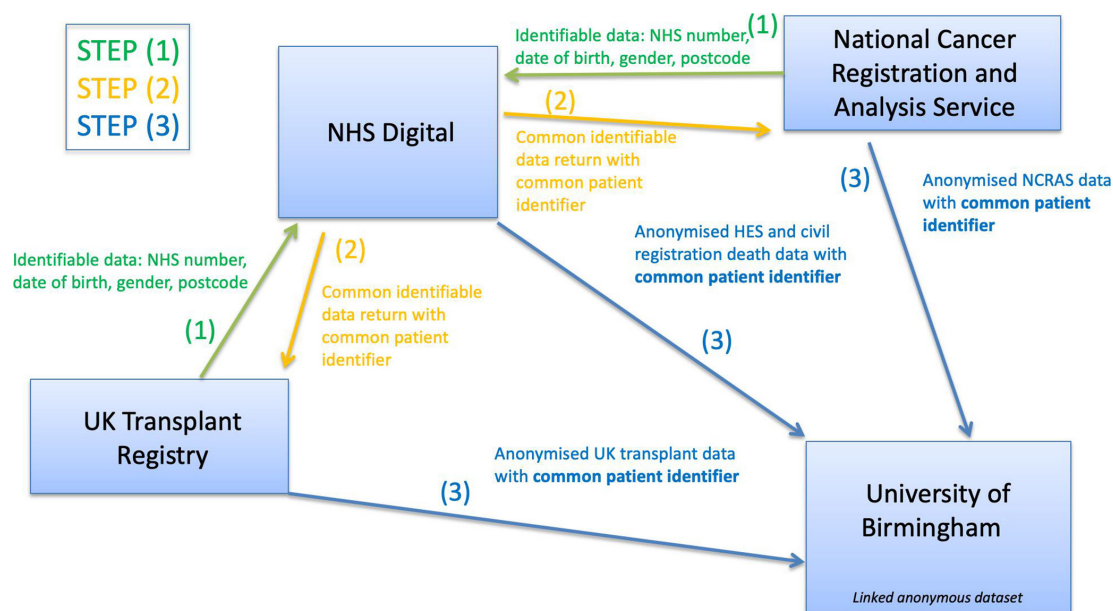 STEP (1)
STEP (2)
STEP (3)
Identifiable data: NHS number,
date of birth, gender, postcode
(1)
National Cancer
Registration and
Analysis Service
NHS Digital
(2)
Common identifiable
data return with
common patient
identifier
(3)
Anonymised NCRAS data
with common patient
identifier
Anonymised HES and civil
registration death data with
common patient identifier
(3)
Identifiable data: NHS number,
date of birth, gender, postcode
(1)
(2)
Common identifiable
data return with
common patient
identifier
UK Transplant
Registry
Anonymised UK transplant data
with common patient identifier
(3)
University of
Birmingham
Linked anonymous dataset